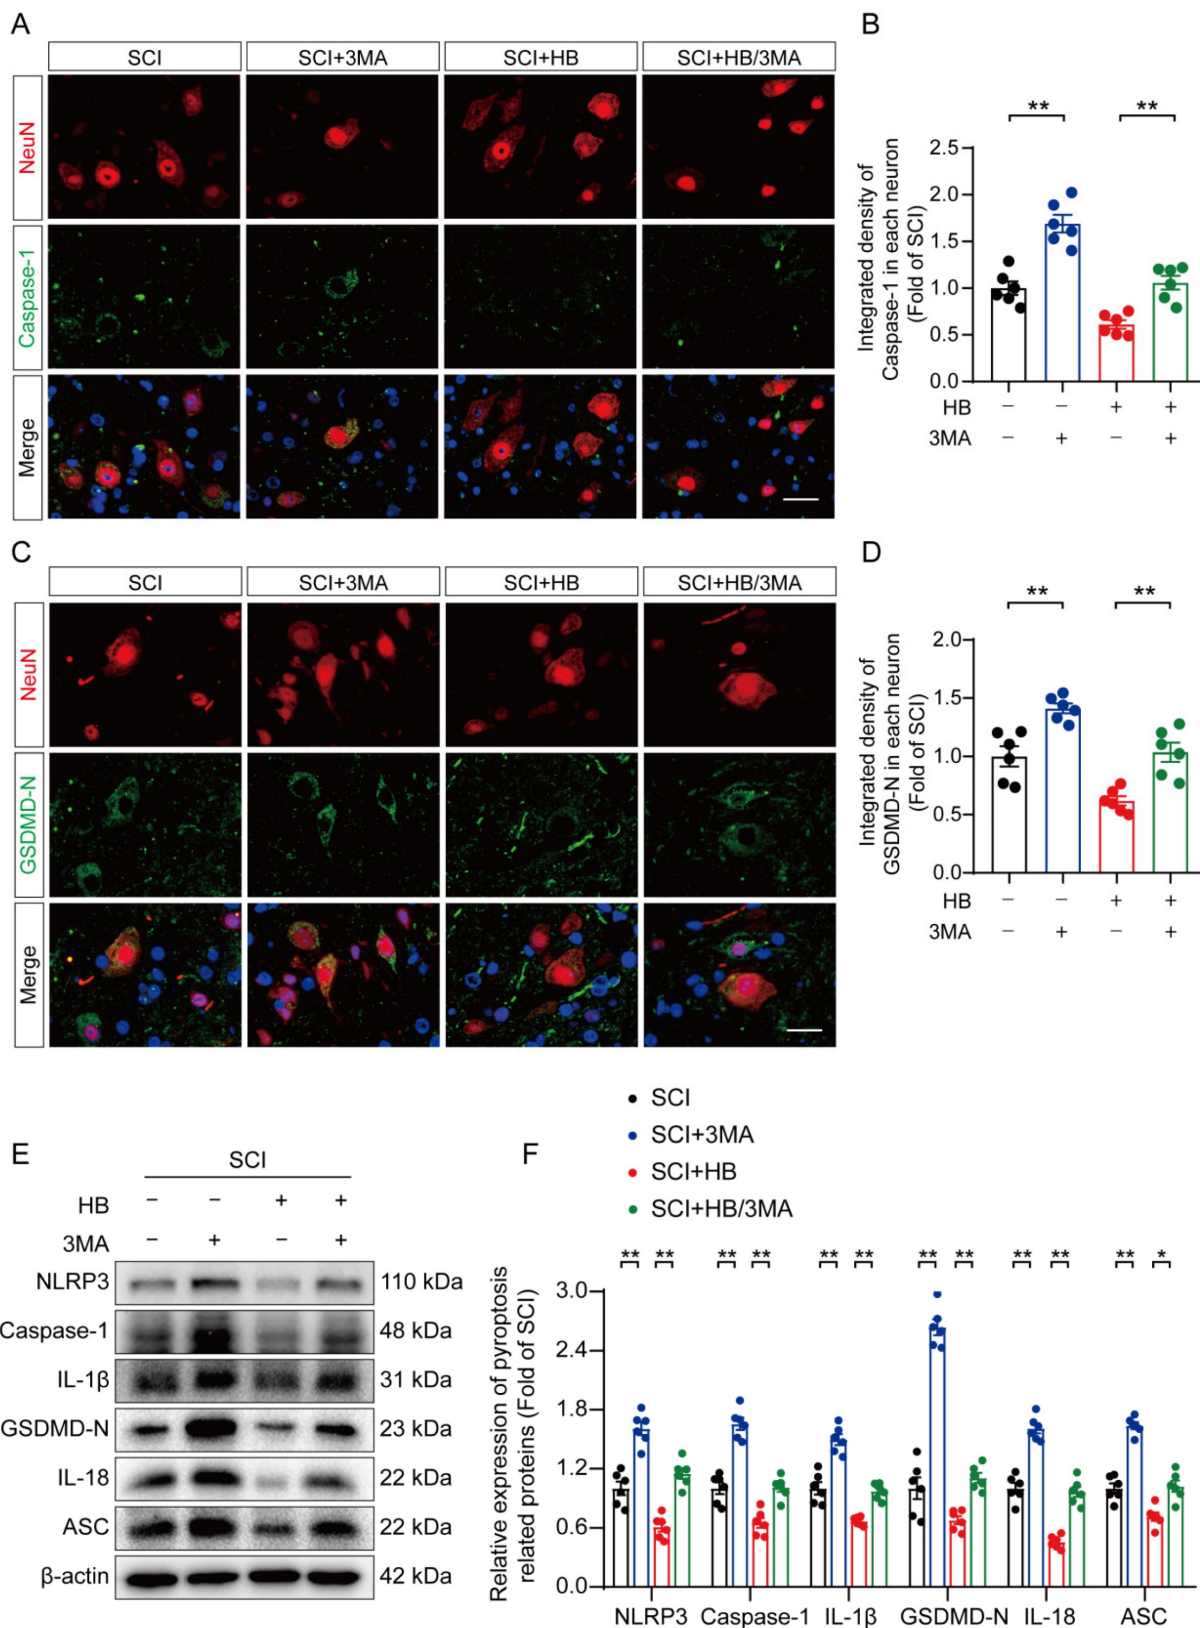 A
SCI
SCI+3MA
SCI+HB
SCI+HB/3MA
NeuN
Caspase-1
Merge
B
**
**
Integrated density of
Caspase-1 in each neuron
(Fold of SCI)
2.5
2.0
1.5
1.0
0.5
0.0
HB – – + +
3MA – + – +
C
SCI
SCI+3MA
SCI+HB
SCI+HB/3MA
NeuN
GSDMD-N
Merge
D
**
**
Integrated density of
GSDMD-N in each neuron
(Fold of SCI)
2.0
1.5
1.0
0.5
0.0
HB – – + +
3MA – + – +
E
SCI
HB – – + +
3MA – + – +
NLRP3 110 kDa
Caspase-1 48 kDa
IL-1β 31 kDa
GSDMD-N 23 kDa
IL-18 22 kDa
ASC 22 kDa
β-actin 42 kDa
F
SCI
SCI+3MA
SCI+HB
SCI+HB/3MA
** ** ** ** ** ** ** ** ** ** ** *
Relative expression of pyroptosis
related proteins (Fold of SCI)
3.0
2.4
1.8
1.2
0.6
0.0
NLRP3 Caspase-1 IL-1β GSDMD-N IL-18 ASC